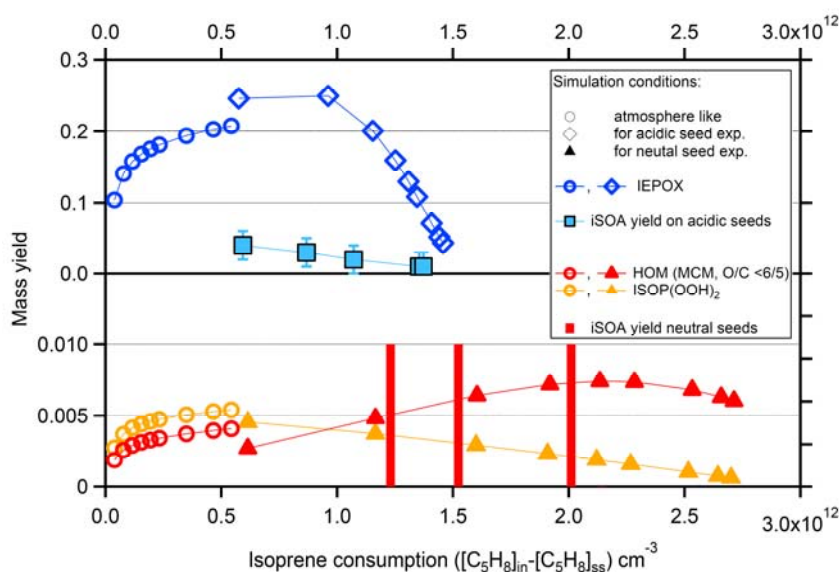 0.0 0.5 1.0 1.5 2.0 2.5 3.0x10¹²
0.3
0.2
0.1
0.0
Mass yield
0.010
0.005
0
Simulation conditions:
atmosphere like
for acidic seed exp.
for neutal seed exp.
, IEPOX
iSOA yield on acidic seeds
, HOM (MCM, O/C <6/5)
, ISOP(OOH)₂
iSOA yield neutral seeds
0.0 0.5 1.0 1.5 2.0 2.5 3.0x10¹²
Isoprene consumption ([C₅H₈]in-[C₅H₈]ss) cm⁻³